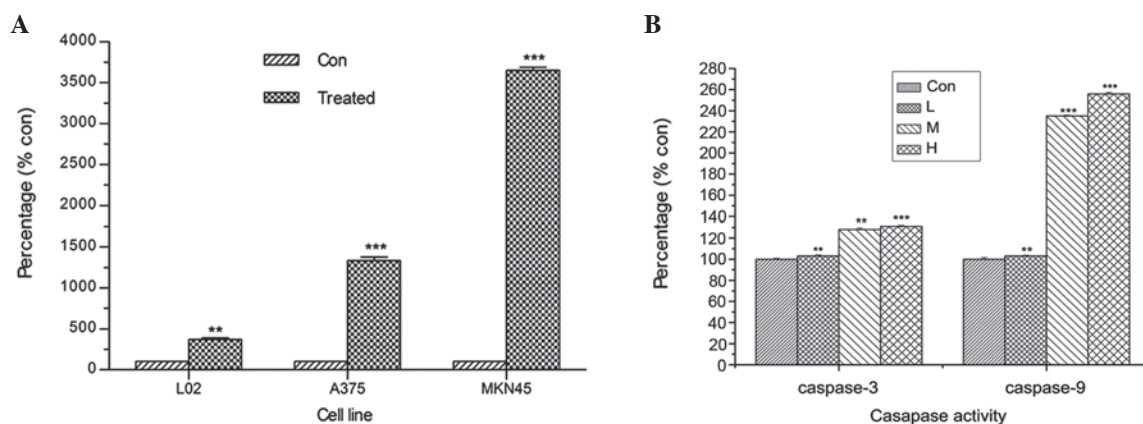 A
Con
Treated
4000
3500
3000
2500
2000
1500
1000
500
0
Percentage (% con)
**
***
***
L02
A375
MKN45
Cell line
B
Con
L
M
H
280
260
240
220
200
180
160
140
120
100
80
60
40
20
0
Percentage (% con)
**
**
***
**
***
***
caspase-3
caspase-9
Casapase activity